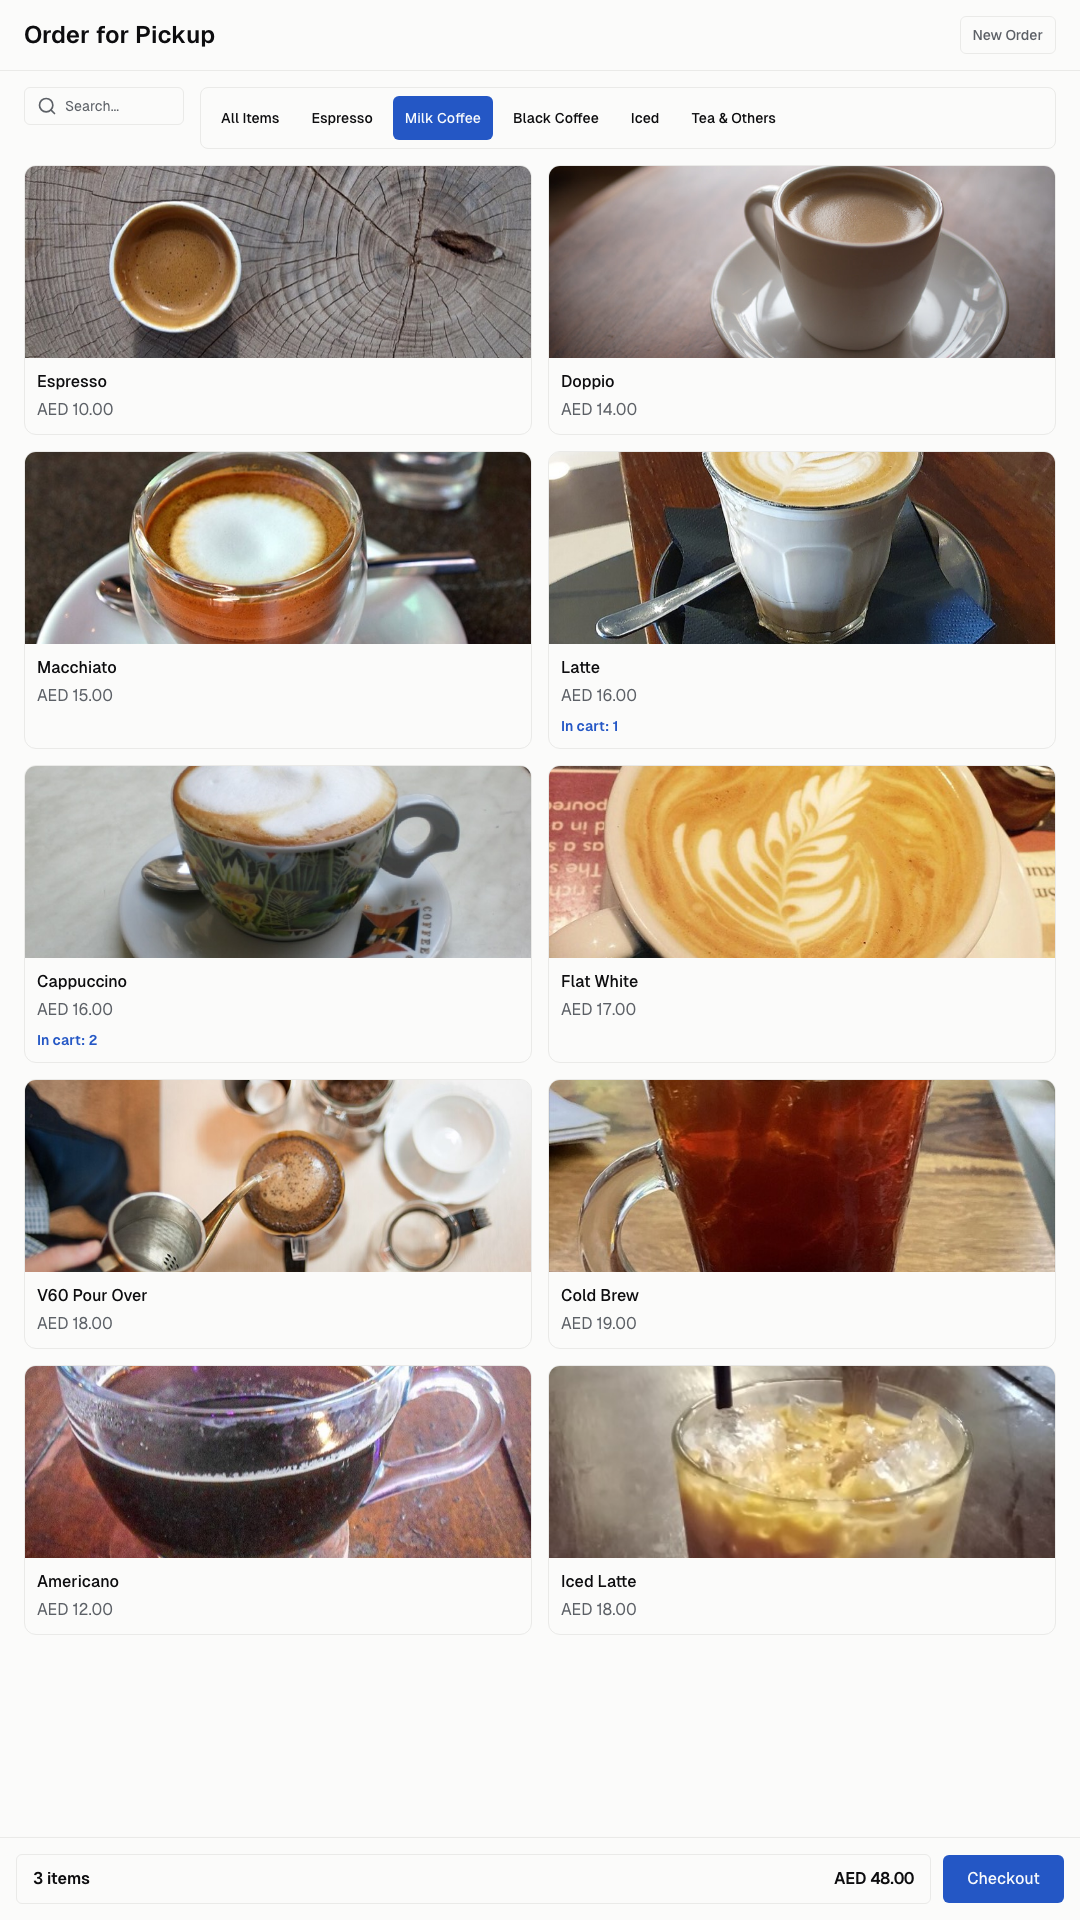 Order for Pickup
New Order
Search...
All Items
Espresso
Milk Coffee
Black Coffee
Iced
Tea & Others
Espresso
AED 10.00
Doppio
AED 14.00
Macchiato
AED 15.00
Latte
AED 16.00
In cart: 1
COFFEE
Cappuccino
AED 16.00
In cart: 2
Flat White
AED 17.00
V60 Pour Over
AED 18.00
Cold Brew
AED 19.00
Americano
AED 12.00
Iced Latte
AED 18.00
3 items
AED 48.00
Checkout